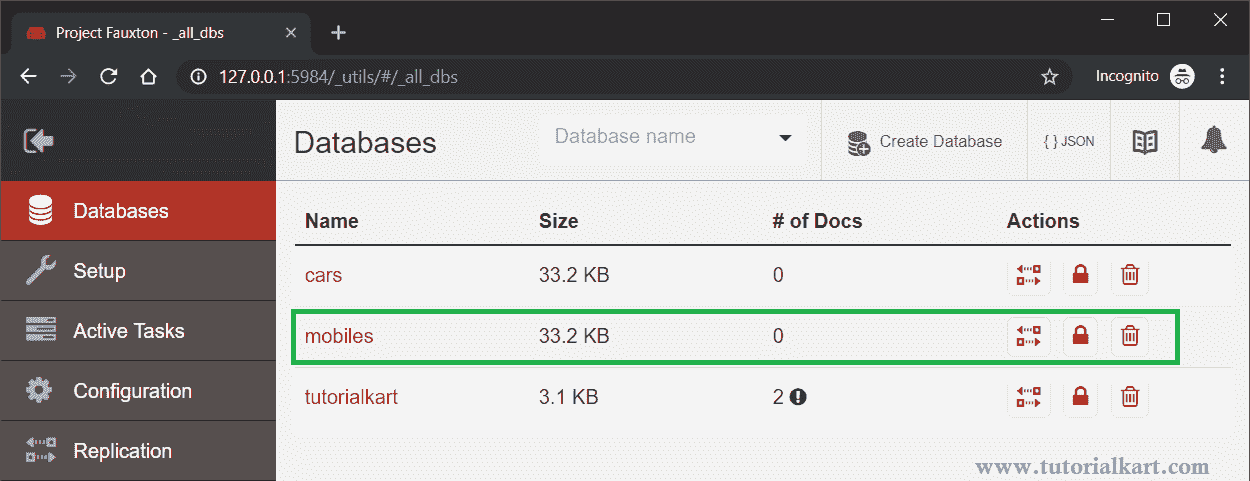 Project Fauxton - _all_dbs
127.0.0.1:5984/_utils/#/_all_dbs
Incognito
Databases
Database name
Create Database
{ } JSON
Databases
Setup
Active Tasks
Configuration
Replication
Name Size # of Docs Actions
cars 33.2 KB 0
mobiles 33.2 KB 0
tutorialkart 3.1 KB 2
www.tutorialkart.com